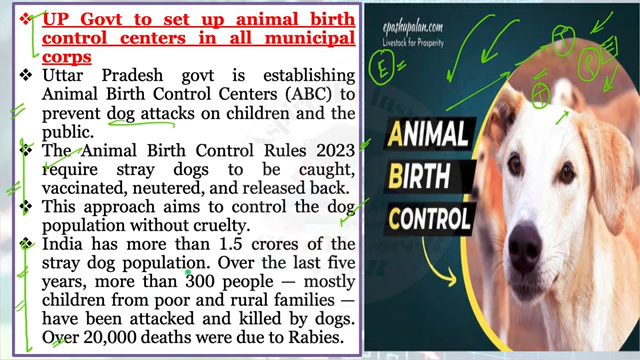 ❖ UP Govt to set up animal birth
control centers in all municipal
corps
❖ Uttar Pradesh govt is establishing
Animal Birth Control Centers (ABC) to
prevent dog attacks on children and the
public.
❖ The Animal Birth Control Rules 2023
require stray dogs to be caught,
vaccinated, neutered, and released back.
❖ This approach aims to control the dog
population without cruelty.
❖ India has more than 1.5 crores of the
stray dog population. Over the last five
years, more than 300 people — mostly
children from poor and rural families —
have been attacked and killed by dogs.
Over 20,000 deaths were due to Rabies.
epashupalan.com
Livestock for Prosperity
E
ANIMAL
BIRTH
CONTROL